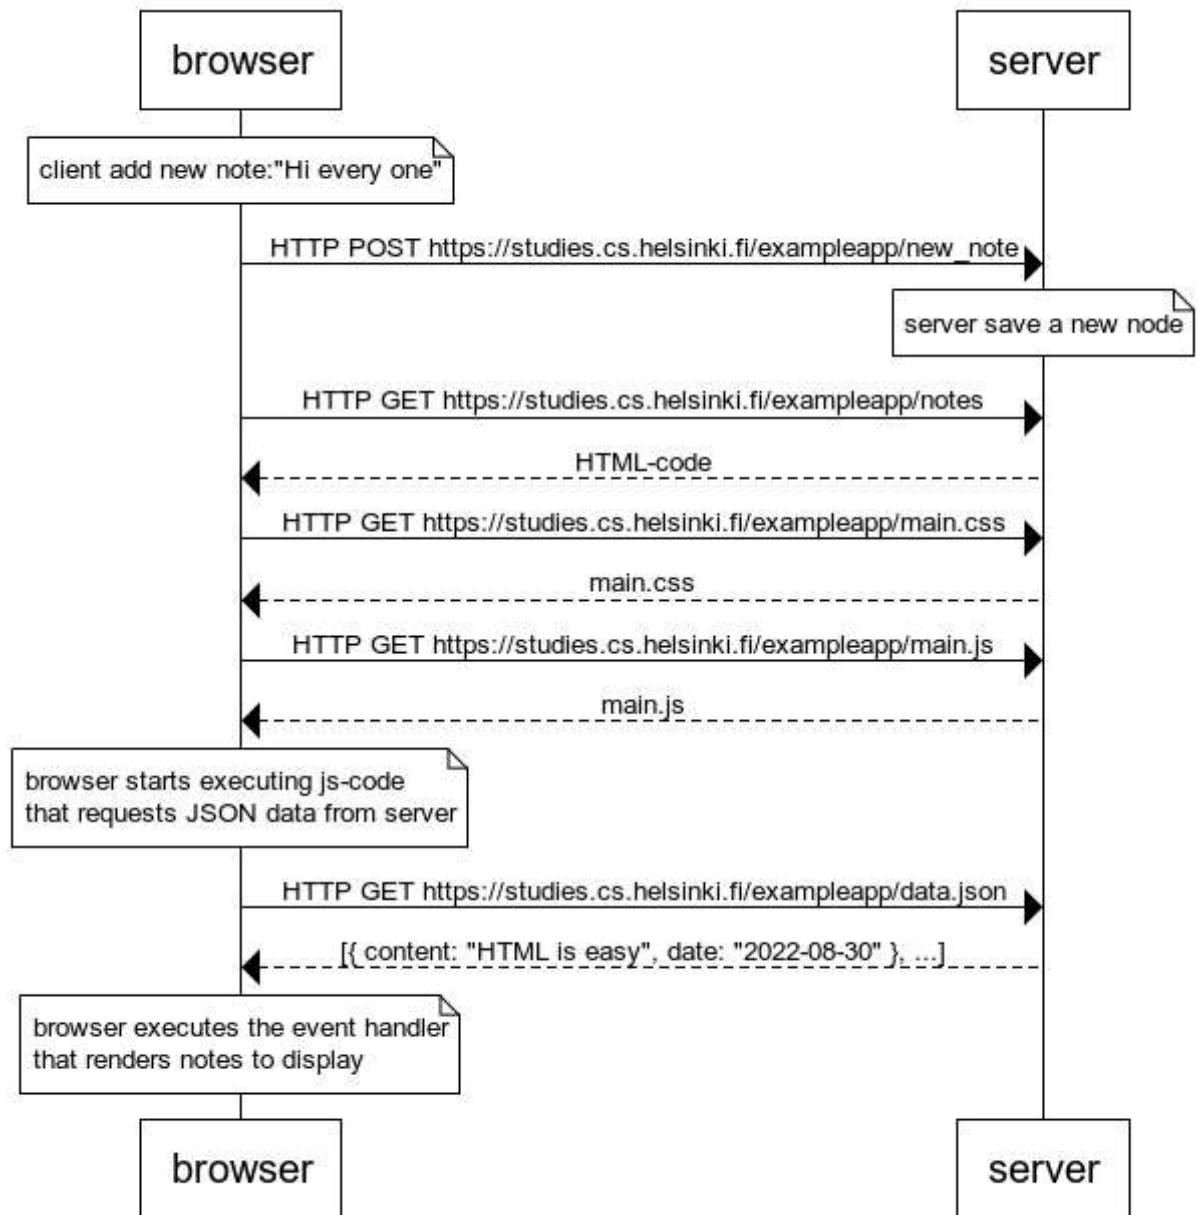 browser
server
client add new note:"Hi every one"
HTTP POST https://studies.cs.helsinki.fi/exampleapp/new_note
server save a new node
HTTP GET https://studies.cs.helsinki.fi/exampleapp/notes
HTML-code
HTTP GET https://studies.cs.helsinki.fi/exampleapp/main.css
main.css
HTTP GET https://studies.cs.helsinki.fi/exampleapp/main.js
main.js
browser starts executing js-code
that requests JSON data from server
HTTP GET https://studies.cs.helsinki.fi/exampleapp/data.json
[{ content: "HTML is easy", date: "2022-08-30" }, ...]
browser executes the event handler
that renders notes to display
browser
server